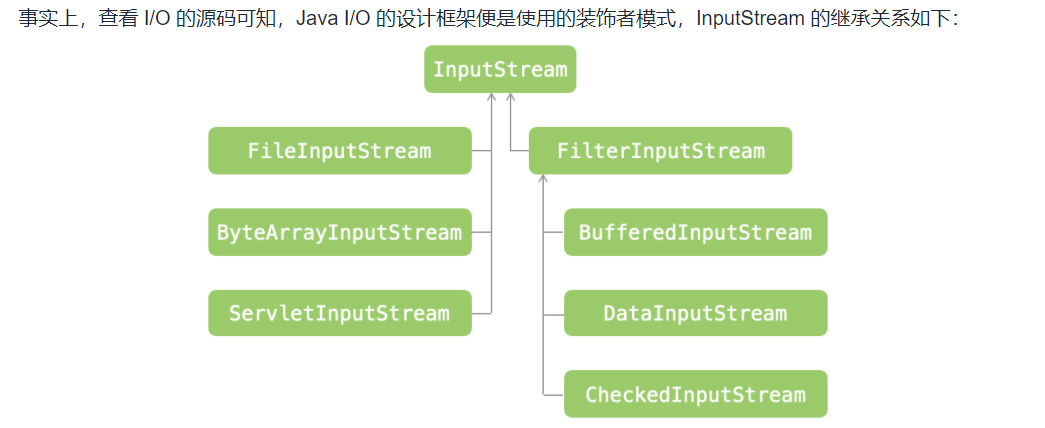 事实上，查看 I/O 的源码可知，Java I/O 的设计框架便是使用的装饰者模式，InputStream 的继承关系如下：
InputStream
FileInputStream
FilterInputStream
ByteArrayInputStream
BufferedInputStream
ServletInputStream
DataInputStream
CheckedInputStream